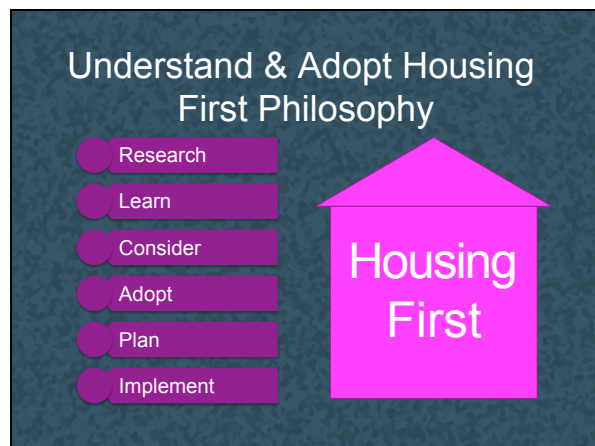 Understand & Adopt Housing
First Philosophy
Research
Learn
Consider
Adopt
Plan
Implement
Housing
First